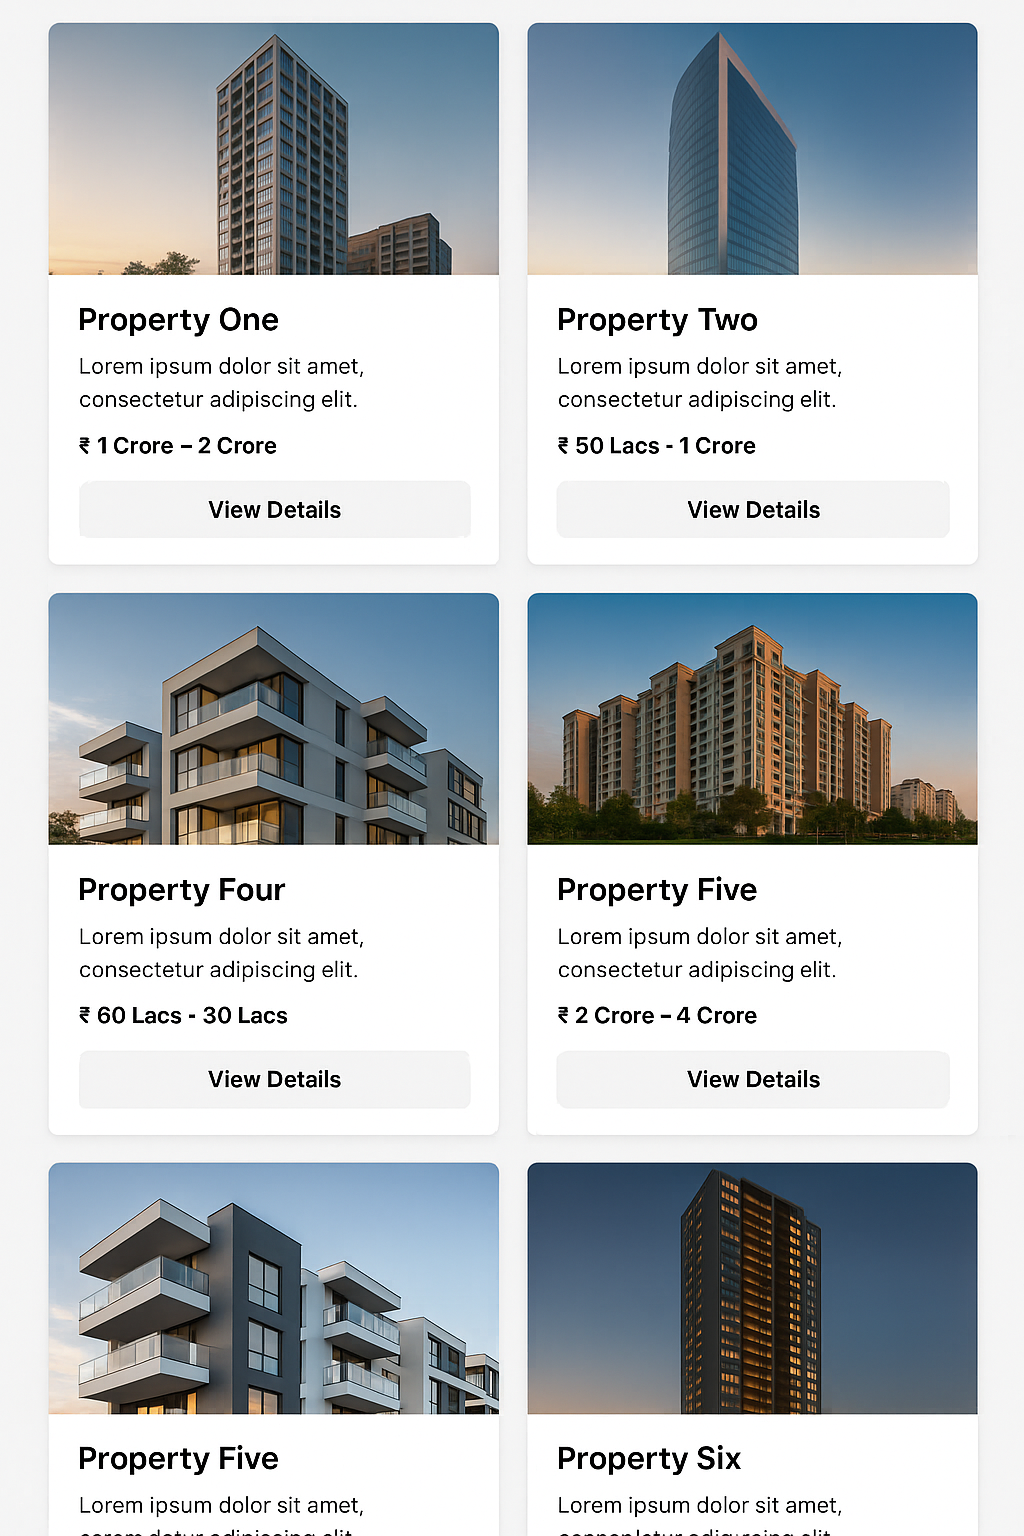 Property One
Lorem ipsum dolor sit amet,
consectetur adipiscing elit.
₹ 1 Crore – 2 Crore
View Details
Property Two
Lorem ipsum dolor sit amet,
consectetur adipiscing elit.
₹ 50 Lacs - 1 Crore
View Details
Property Four
Lorem ipsum dolor sit amet,
consectetur adipiscing elit.
₹ 60 Lacs - 30 Lacs
View Details
Property Five
Lorem ipsum dolor sit amet,
consectetur adipiscing elit.
₹ 2 Crore – 4 Crore
View Details
Property Five
Lorem ipsum dolor sit amet,
Property Six
Lorem ipsum dolor sit amet,